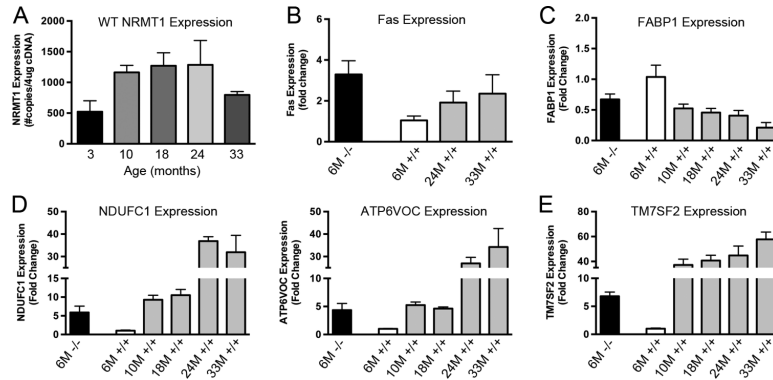 A
WT NRMT1 Expression
NRMT1 Expression
(#copies/4ug cDNA)
2000
1500
1000
500
0
3 10 18 24 33
Age (months)
B
Fas Expression
Fas Expression
(fold change)
6
4
2
0
6M -/-
6M +/+
24M +/+
33M +/+
C
FABP1 Expression
FABP1 Expression
(Fold Change)
1.5
1.0
0.5
0.0
6M -/-
6M +/+
10M +/+
18M +/+
24M +/+
33M +/+
D
NDUFC1 Expression
NDUFC1 Expression
(Fold Change)
50
40
30
20
10
5
0
6M -/-
6M +/+
10M +/+
18M +/+
24M +/+
33M +/+
ATP6VOC Expression
ATP6VOC Expression
(Fold Change)
50
40
30
20
10
5
0
6M -/-
6M +/+
10M +/+
18M +/+
24M +/+
33M +/+
E
TM7SF2 Expression
TM7SF2 Expression
(Fold Change)
80
60
40
20
10
5
0
6M -/-
6M +/+
10M +/+
18M +/+
24M +/+
33M +/+